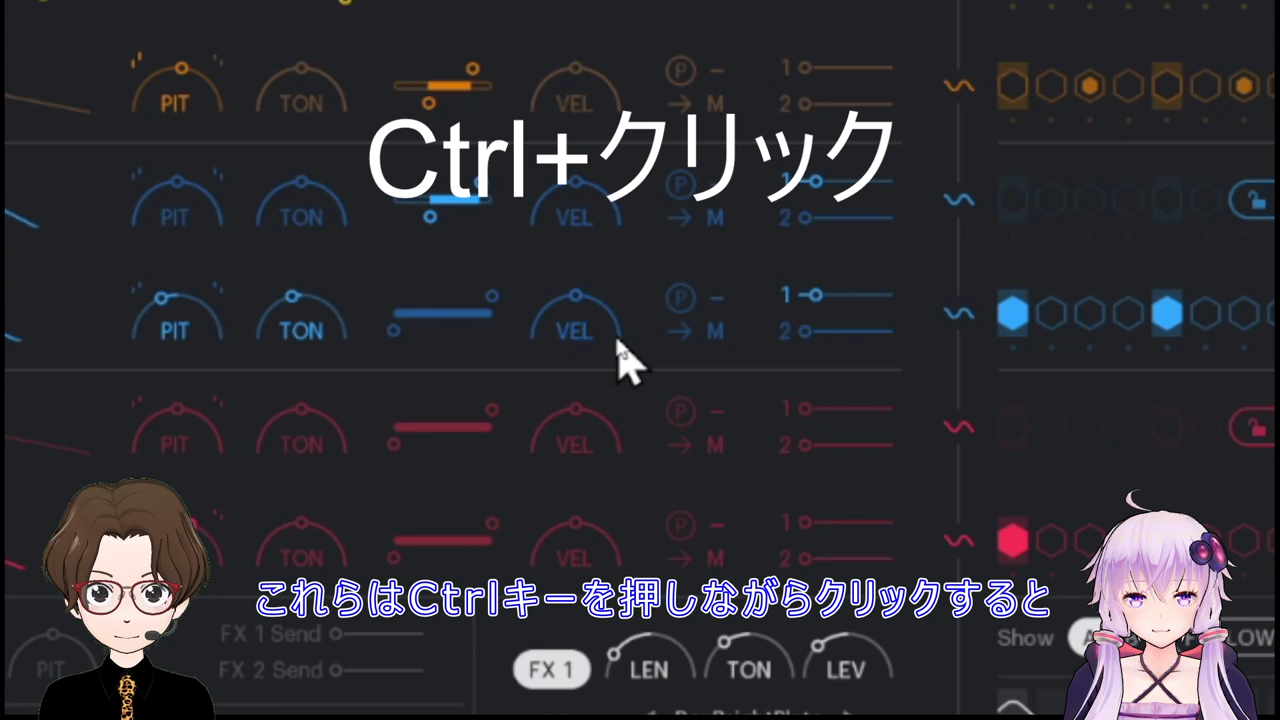 PIT TON VEL P – → M 1 2
Ctrl+クリック
PIT TON VEL P → M 1 2
PIT TON VEL P – → M 1 2
PIT TON VEL P – → M 1 2
TON VEL P – → M 1 2
これらはCtrlキーを押しながらクリックすると
PIT FX 1 Send FX 2 Send FX 1 LEN TON LEV Show LOW